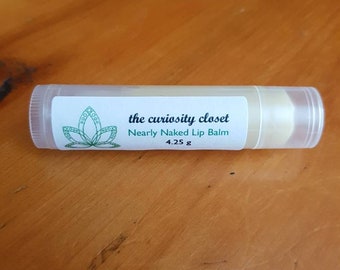 the curiosity closet
Nearly Naked Lip Balm
4.25 g